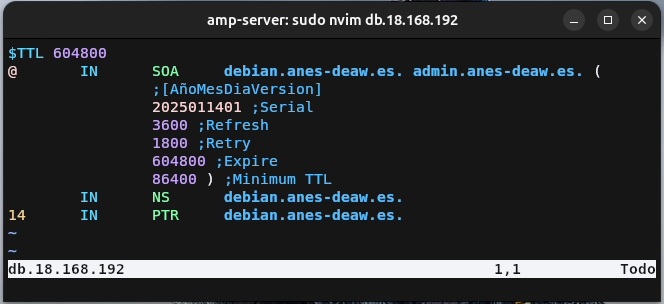 amp-server: sudo nvim db.18.168.192
$TTL 604800
@ IN SOA debian.anes-deaw.es. admin.anes-deaw.es. (
;[AñoMesDiaVersion]
2025011401 ;Serial
3600 ;Refresh
1800 ;Retry
604800 ;Expire
86400 ) ;Minimum TTL
IN NS debian.anes-deaw.es.
14 IN PTR debian.anes-deaw.es.
~
~
db.18.168.192 1,1 Todo